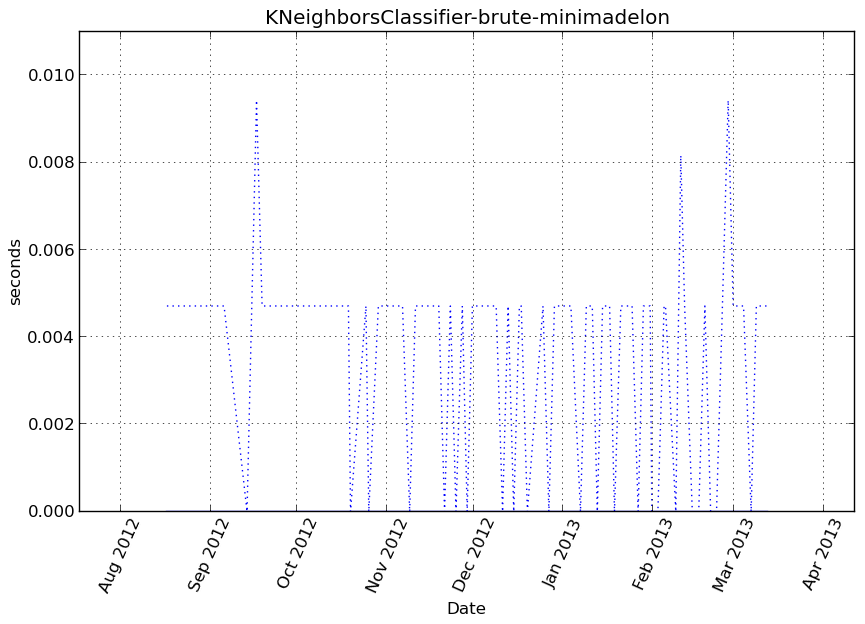 KNeighborsClassifier-brute-minimadelon
0.010
0.008
0.006
0.004
0.002
0.000
seconds
Aug 2012
Sep 2012
Oct 2012
Nov 2012
Dec 2012
Jan 2013
Feb 2013
Mar 2013
Apr 2013
Date